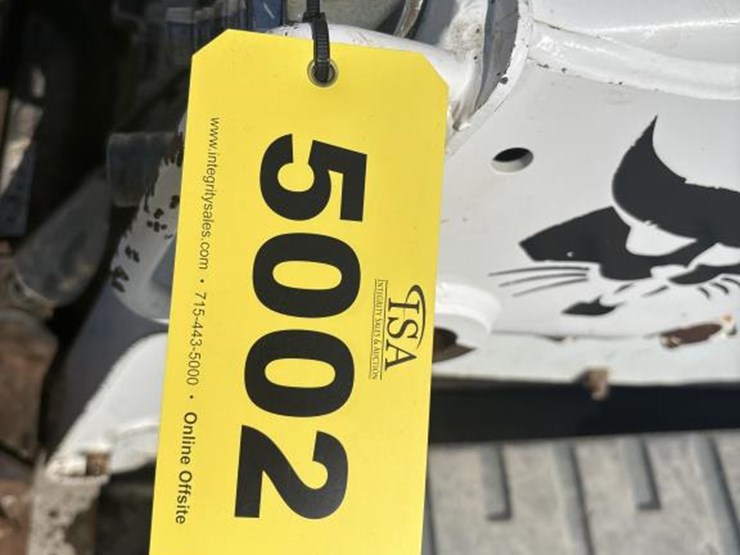 ISA
INTEGRITY SALES & AUCTION
5002
www.integritysales.com • 715-443-5000 • Online Offsite